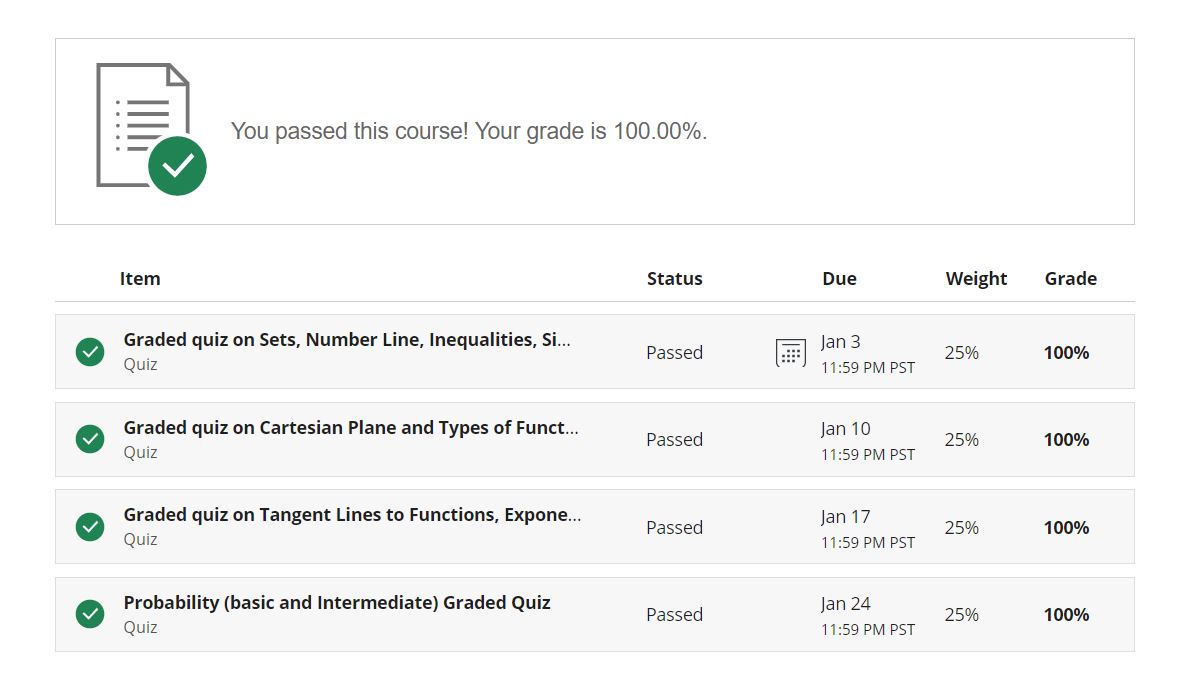 You passed this course! Your grade is 100.00%.
Item Status Due Weight Grade
Graded quiz on Sets, Number Line, Inequalities, Si...
Quiz
Passed
Jan 3
11:59 PM PST
25%
100%
Graded quiz on Cartesian Plane and Types of Funct...
Quiz
Passed
Jan 10
11:59 PM PST
25%
100%
Graded quiz on Tangent Lines to Functions, Expone...
Quiz
Passed
Jan 17
11:59 PM PST
25%
100%
Probability (basic and Intermediate) Graded Quiz
Quiz
Passed
Jan 24
11:59 PM PST
25%
100%